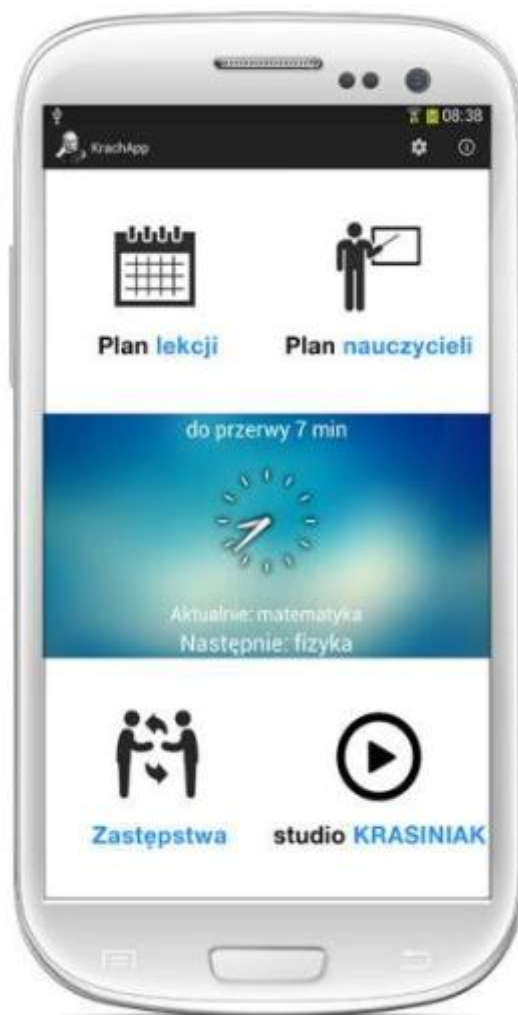 08:38
KrachApp
Plan lekcji
Plan nauczycieli
do przerwy 7 min
Aktualnie: matematyka
Następnie: fizyka
Zastępstwa
studio KRASINIAK